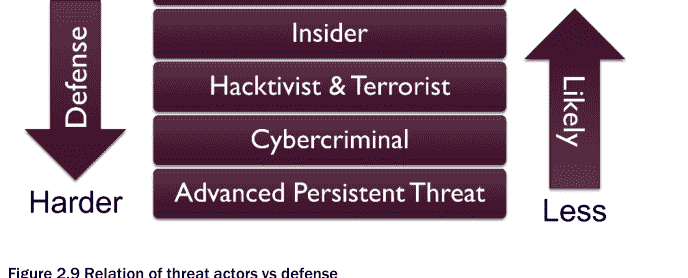 Defense
Insider
Likely
Hacktivist & Terrorist
Cybercriminal
Advanced Persistent Threat
Harder
Less
Figure 2.9 Relation of threat actors vs defense